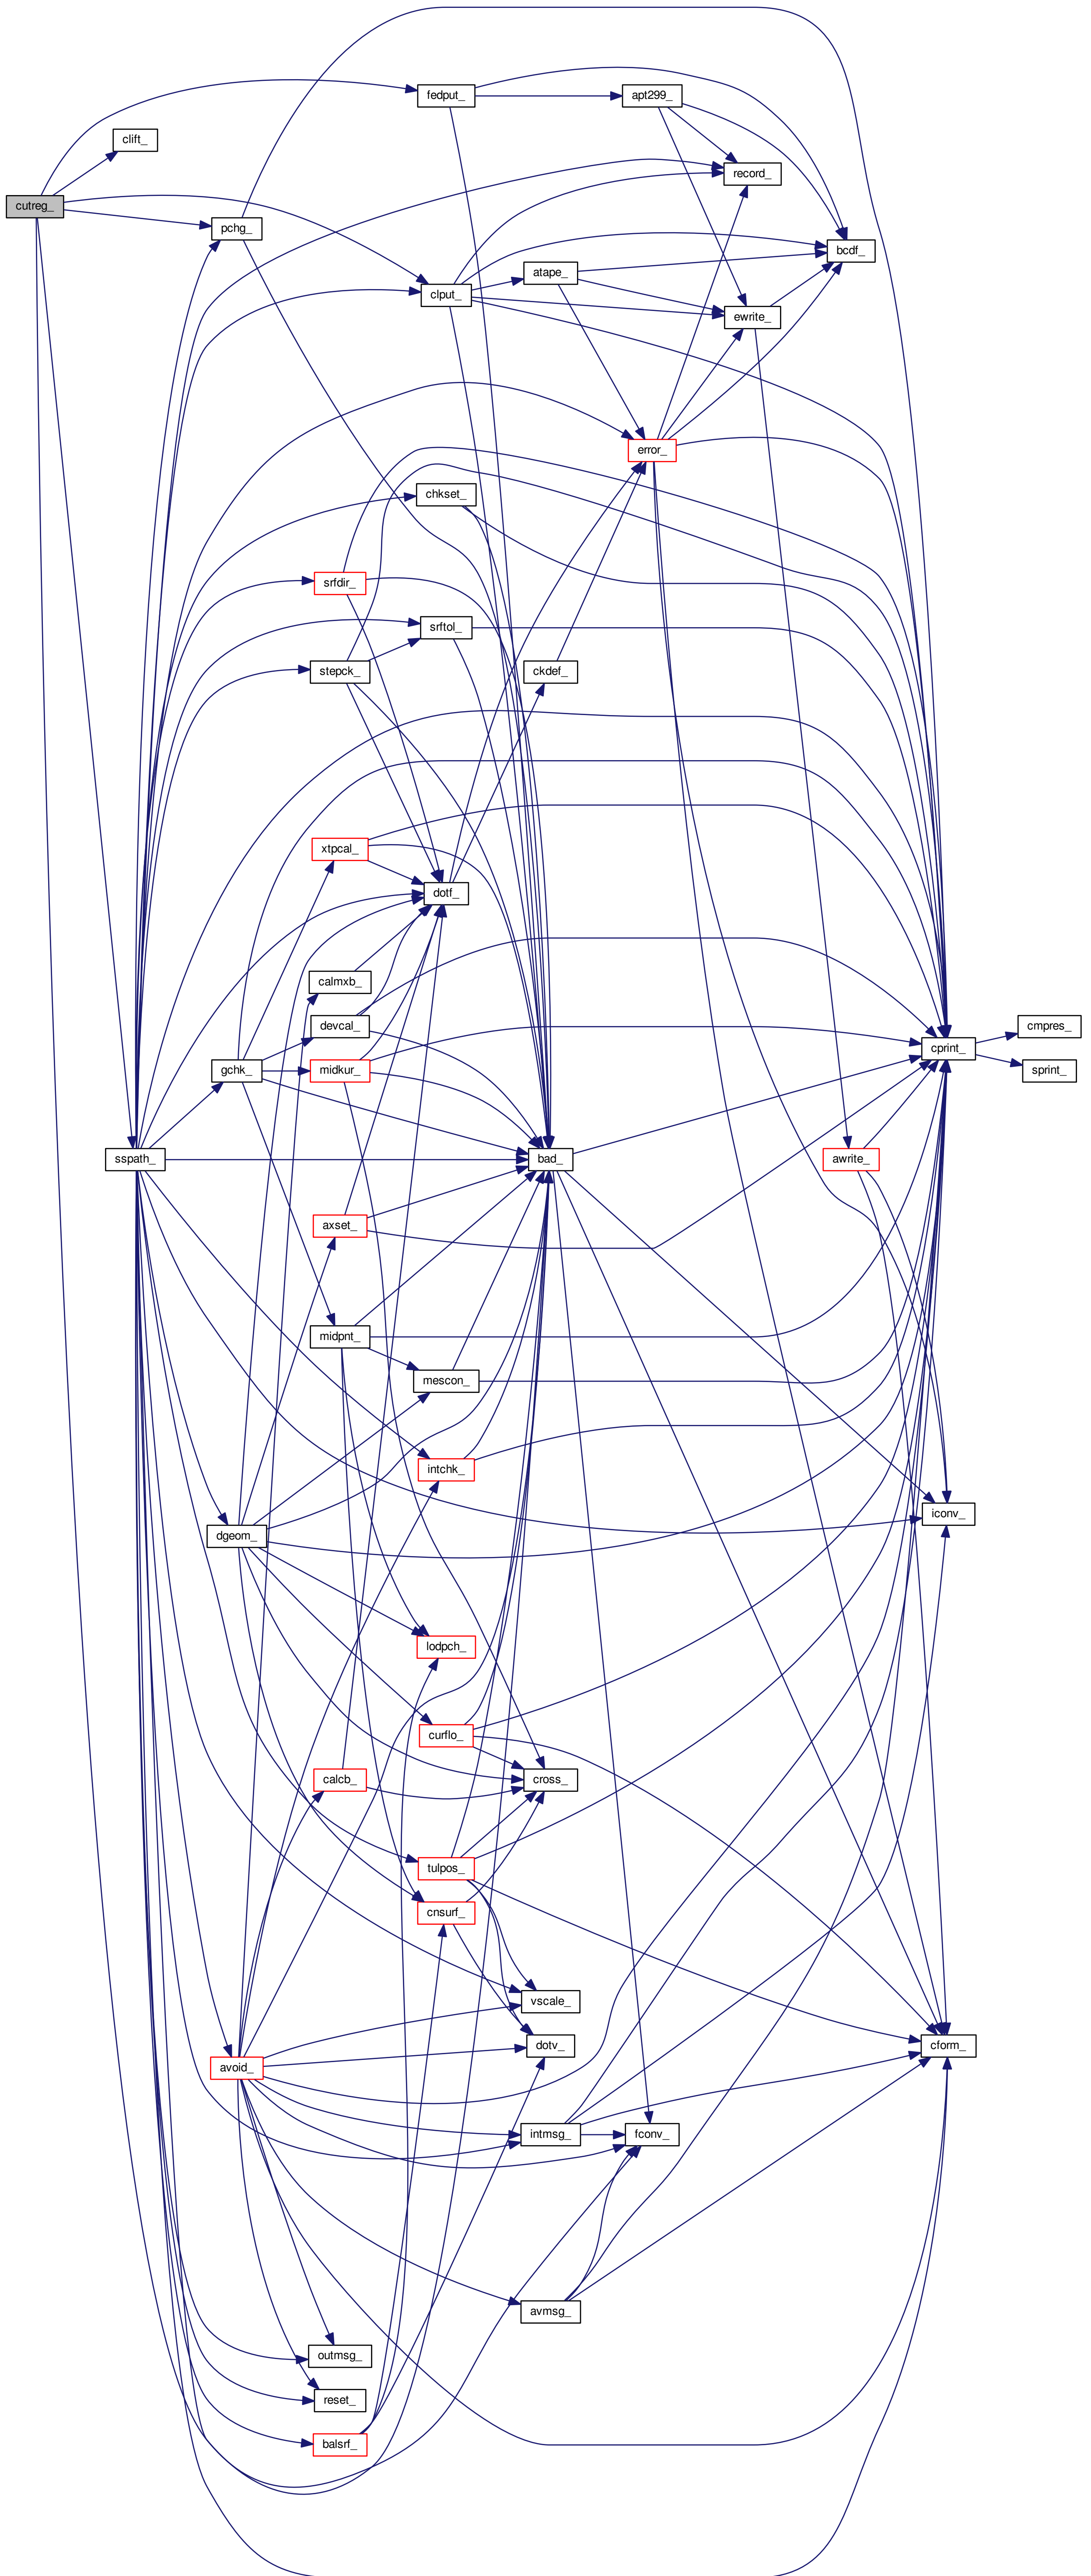 fedput_
apt299_
clift_
record_
cutreg_
pchg_
bcdf_
atape_
clput_
ewrite_
error_
chkset_
srfdir_
srftol_
stepck_
ckdef_
xtpcal_
dotf_
calmxb_
devcal_
cmpres_
cprint_
gchk_
midkur_
sprint_
sspath_
bad_
awrite_
axset_
midpnt_
mescon_
intchk_
iconv_
dgeom_
lodpch_
curflo_
calcb_
cross_
tulpos_
cnsurf_
vscale_
dotv_
cform_
avoid_
intmsg_
fconv_
avmsg_
outmsg_
reset_
balsrf_